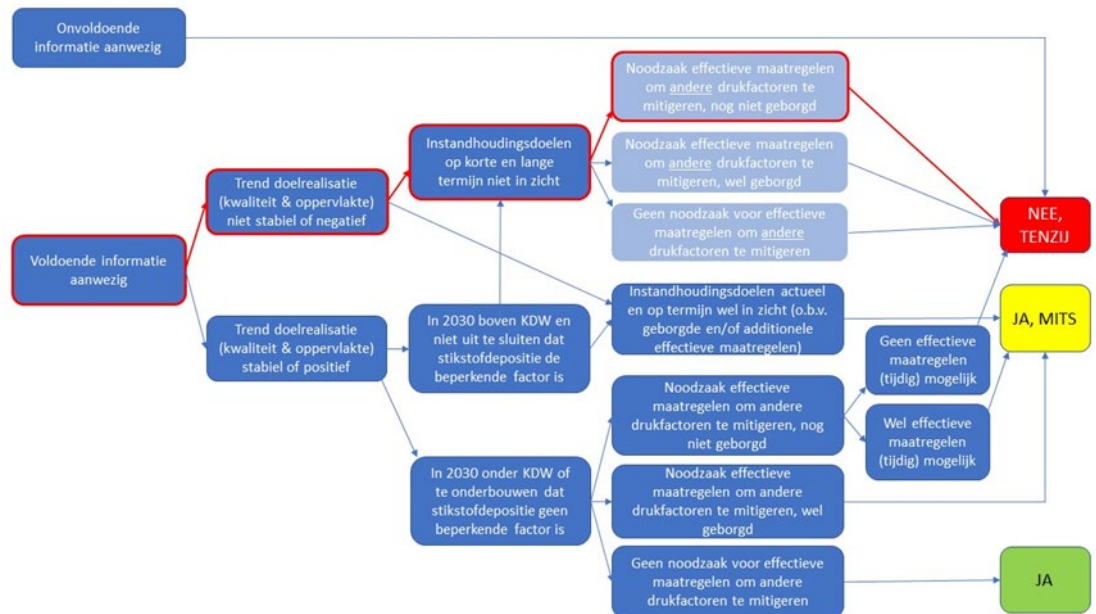 Onvoldoende
informatie aanwezig
Noodzaak effectieve maatregelen
om andere drukfactoren te
mitigeren, nog niet geborgd
Instandhoudingsdoelen
op korte en lange
termijn niet in zicht
Noodzaak effectieve maatregelen
om andere drukfactoren te
mitigeren, wel geborgd
Trend doelrealisatie
(kwaliteit & oppervlakte)
niet stabiel of negatief
Geen noodzaak voor effectieve
maatregelen om andere
drukfactoren te mitigeren
NEE,
TENZIJ
Voldoende informatie
aanwezig
Trend doelrealisatie
(kwaliteit & oppervlakte)
stabiel of positief
In 2030 boven KDW en
niet uit te sluiten dat
stikstofdepositie de
beperkende factor is
Instandhoudingsdoelen actueel
en op termijn wel in zicht (o.b.v.
geborgde en/of additionele
effectieve maatregelen)
JA, MITS
Geen effectieve
maatregelen
(tijdig) mogelijk
Noodzaak effectieve
maatregelen om andere
drukfactoren te mitigeren, nog
niet geborgd
Wel effectieve
maatregelen
(tijdig) mogelijk
In 2030 onder KDW of
te onderbouwen dat
stikstofdepositie geen
beperkende factor is
Noodzaak effectieve
maatregelen om andere
drukfactoren te mitigeren, wel
geborgd
Geen noodzaak voor effectieve
maatregelen om andere
drukfactoren te mitigeren
JA